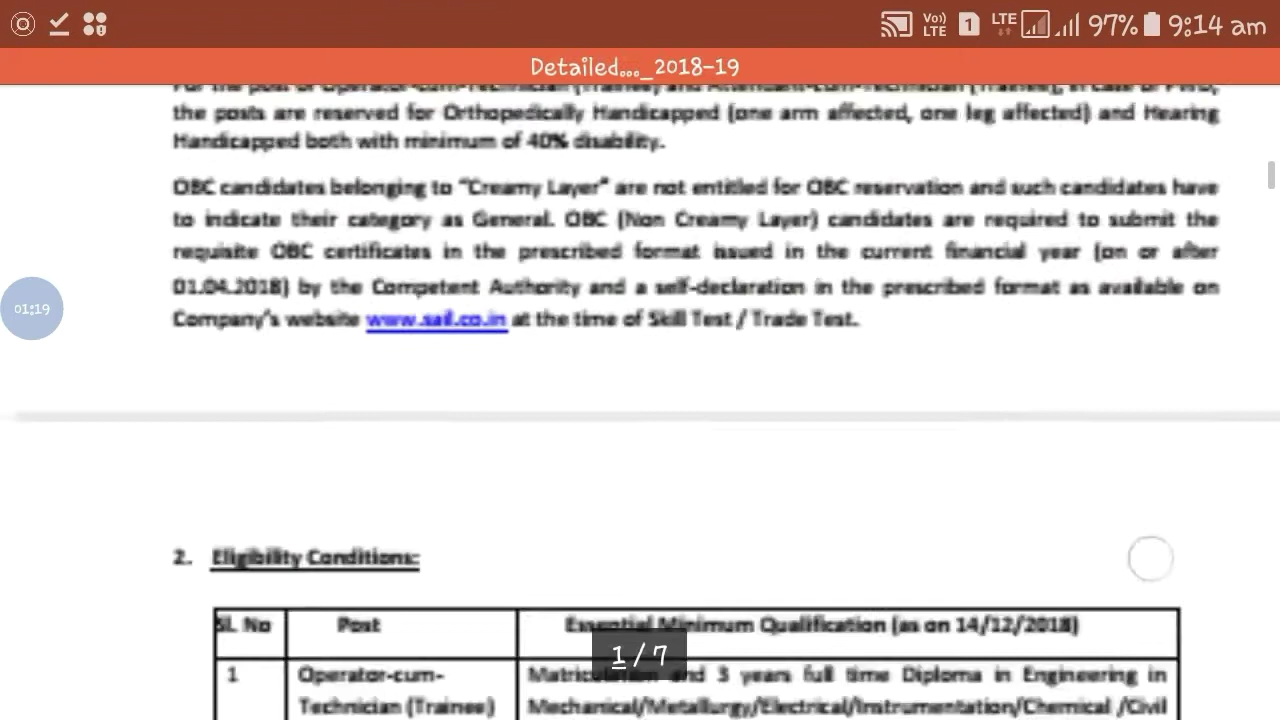 Vo)) LTE 1 LTE 97% 9:14 am
Detailed..._2018-19
the posts are reserved for Orthopedically Handicapped (one arm affected, one leg affected) and Hearing
Handicapped both with minimum of 40% disability.
OBC candidates belonging to "Creamy Layer" are not entitled for OBC reservation and such candidates have
to indicate their category as General. OBC (Non Creamy Layer) candidates are required to submit the
requisite OBC certificates in the prescribed format issued in the current financial year (on or after
01.04.2018) by the Competent Authority and a self-declaration in the prescribed format as available on
01:19
Company's website www.sail.co.in at the time of Skill Test / Trade Test.
2. Eligibility Conditions:
Sl. No Post Essential Minimum Qualification (as on 14/12/2018)
1 / 7
1 Operator-cum- Matriculation and 3 years full time Diploma in Engineering in
Technician (Trainee) Mechanical/Metallurgy/Electrical/Instrumentation/Chemical /Civil